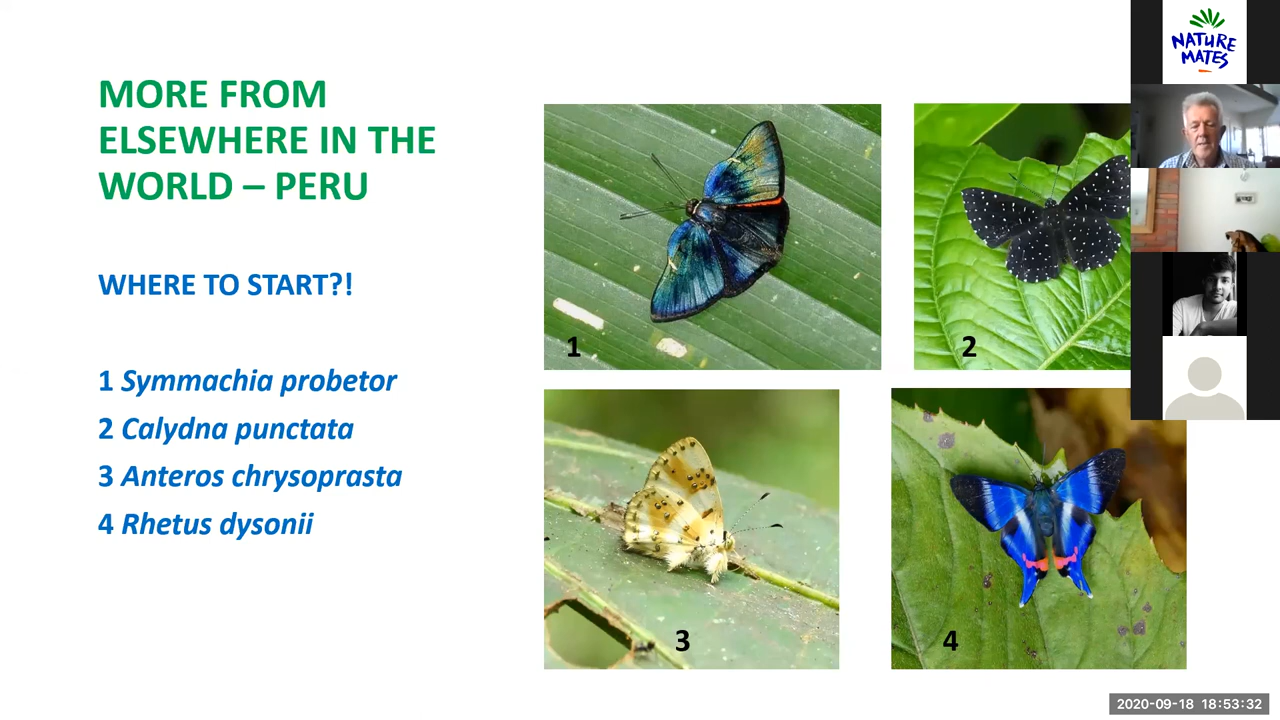 MORE FROM
ELSEWHERE IN THE
WORLD – PERU
WHERE TO START?!
1 Symmachia probetor
2 Calydna punctata
3 Anteros chrysoprasta
4 Rhetus dysonii
1
2
3
4
NATURE
MATES
2020-09-18 18:53:32